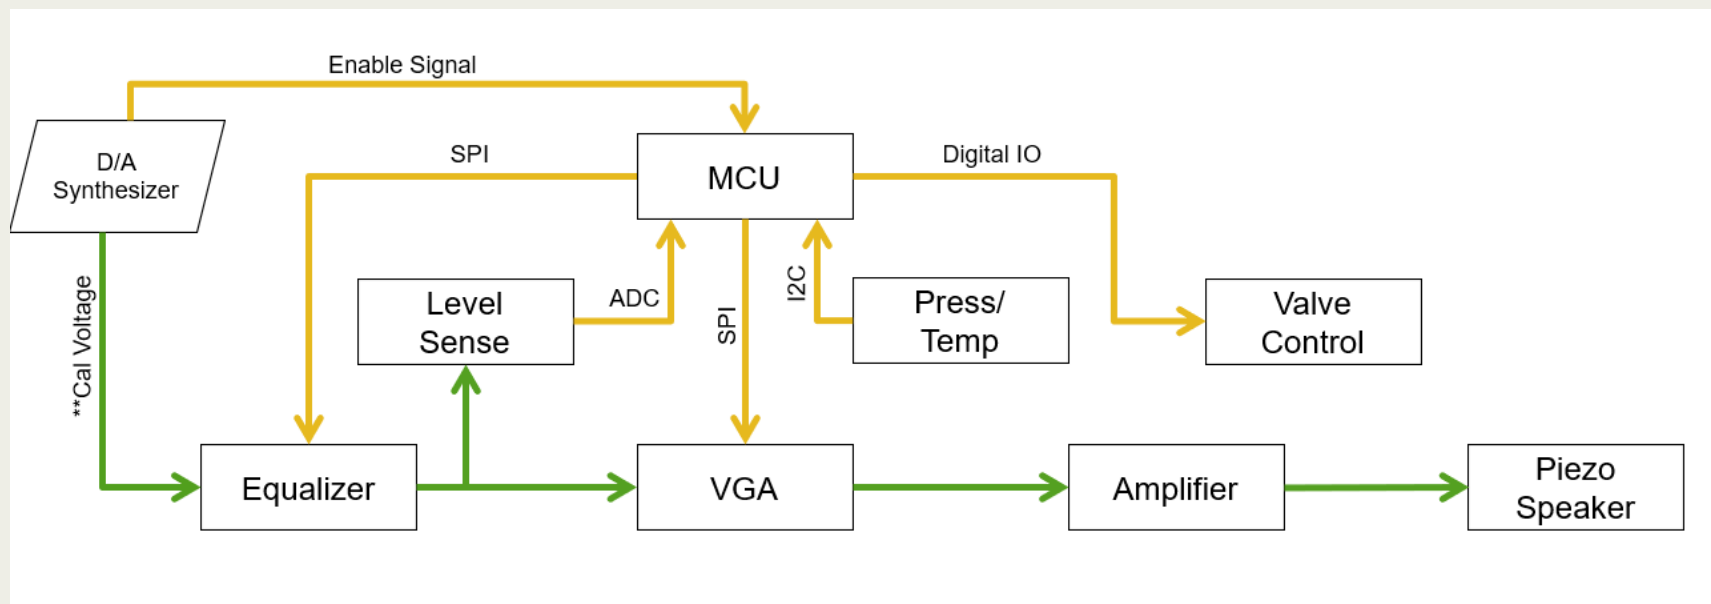 Enable Signal
D/A
Synthesizer
SPI
MCU
Digital IO
**Cal Voltage
Level
Sense
ADC
SPI
I2C
Press/
Temp
Valve
Control
Equalizer
VGA
Amplifier
Piezo
Speaker